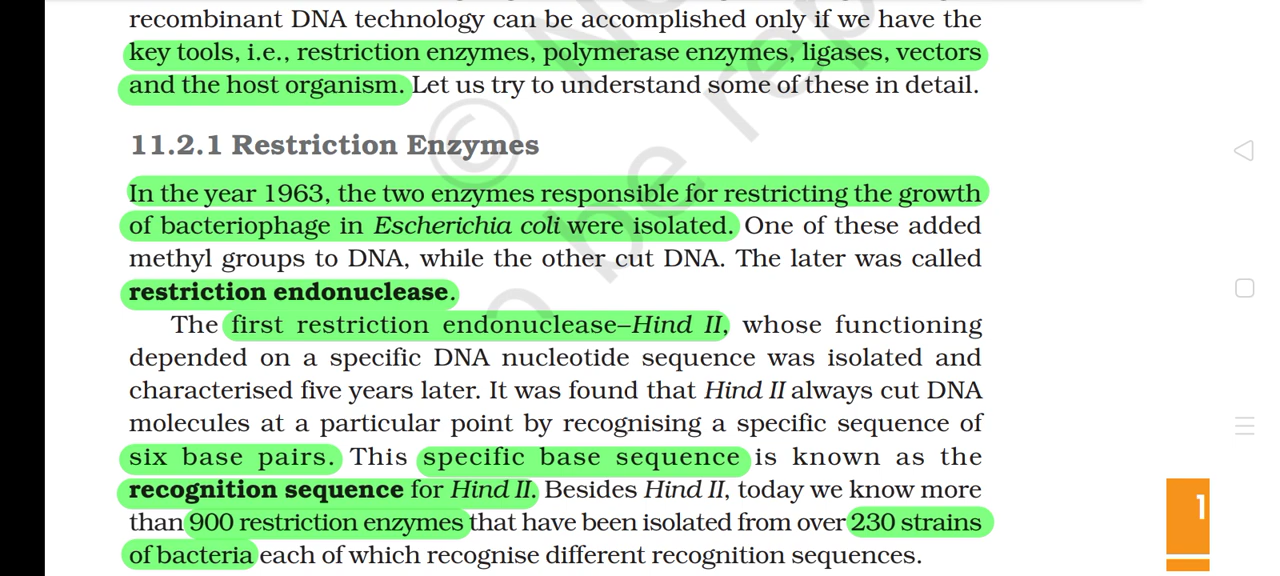 recombinant DNA technology can be accomplished only if we have the
key tools, i.e., restriction enzymes, polymerase enzymes, ligases, vectors
and the host organism. Let us try to understand some of these in detail.
11.2.1 Restriction Enzymes
In the year 1963, the two enzymes responsible for restricting the growth
of bacteriophage in Escherichia coli were isolated. One of these added
methyl groups to DNA, while the other cut DNA. The later was called
restriction endonuclease.
The first restriction endonuclease–Hind II, whose functioning
depended on a specific DNA nucleotide sequence was isolated and
characterised five years later. It was found that Hind II always cut DNA
molecules at a particular point by recognising a specific sequence of
six base pairs. This specific base sequence is known as the
recognition sequence for Hind II. Besides Hind II, today we know more
than 900 restriction enzymes that have been isolated from over 230 strains
of bacteria each of which recognise different recognition sequences.
1